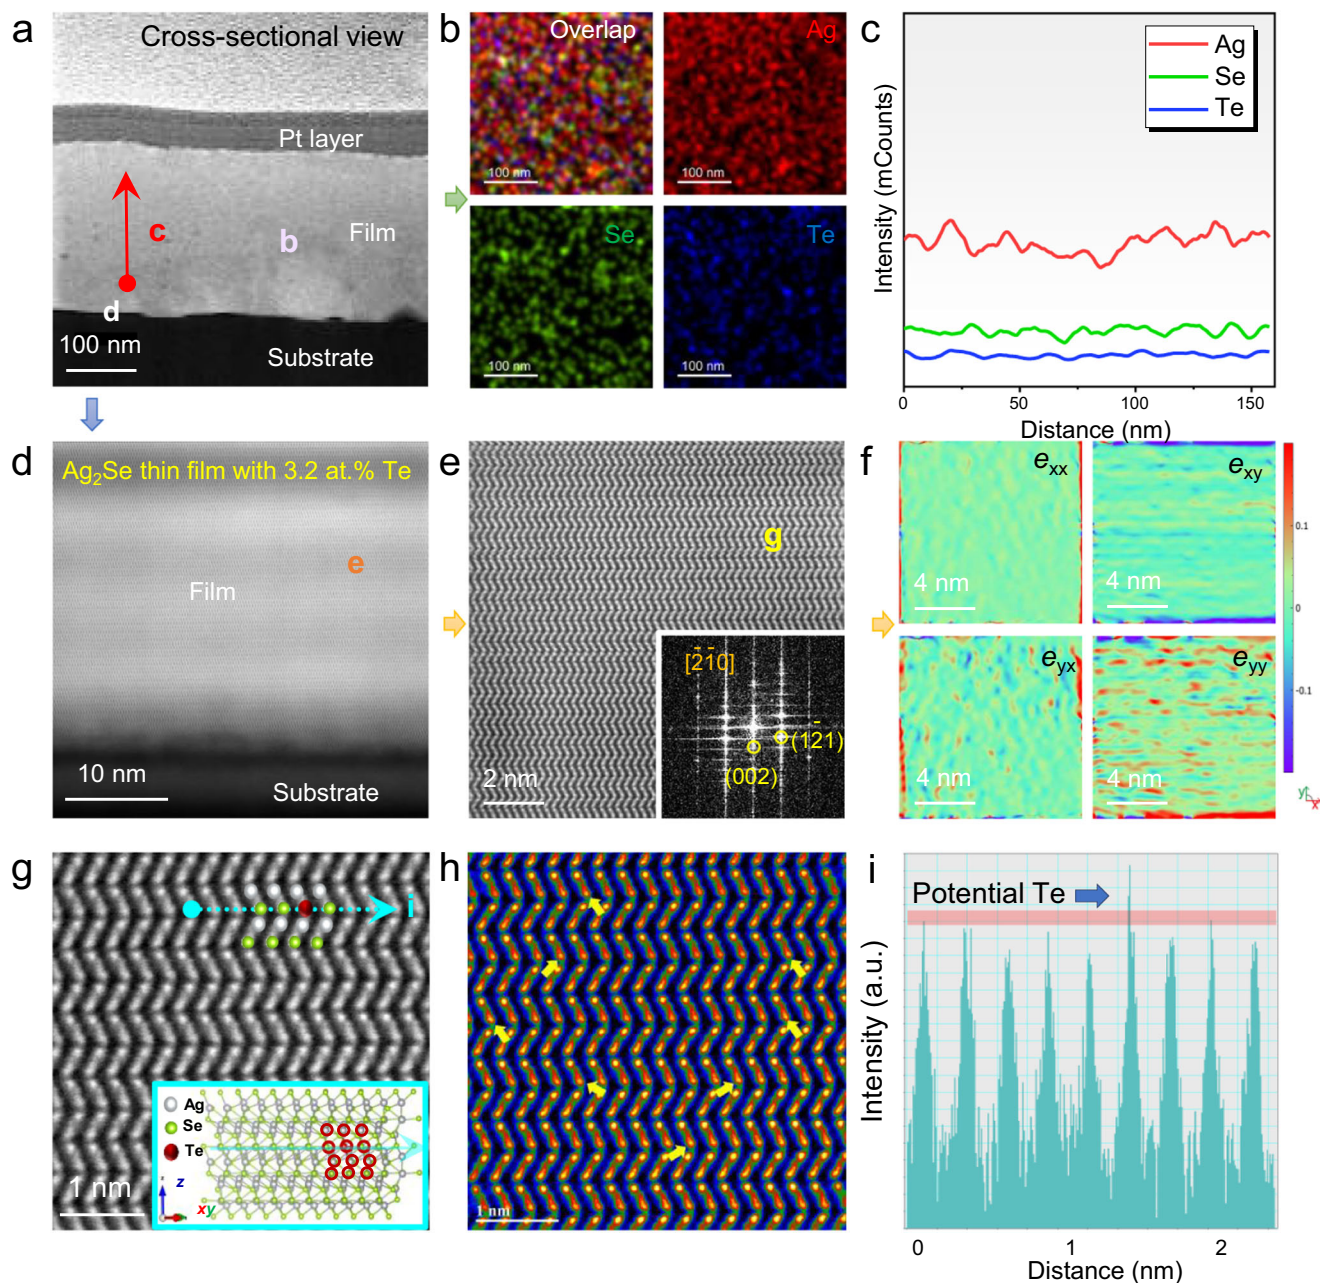 a
Cross-sectional view
Pt layer
c
b
Film
d
100 nm
Substrate
b
Overlap
Ag
100 nm
100 nm
Se
Te
100 nm
100 nm
c
Ag
Se
Te
Intensity (mCounts)
0
50
100
150
Distance (nm)
d
Ag₂Se thin film with 3.2 at.% Te
e
Film
10 nm
Substrate
e
g
[2̄1̄0]
(12̄1)
(002)
2 nm
f
exx
exy
4 nm
4 nm
eyx
eyy
4 nm
4 nm
0.1
0
-0.1
y
x
g
i
Ag
Se
Te
z
xy
1 nm
h
1 nm
i
Potential Te
Intensity (a.u.)
0
1
2
Distance (nm)